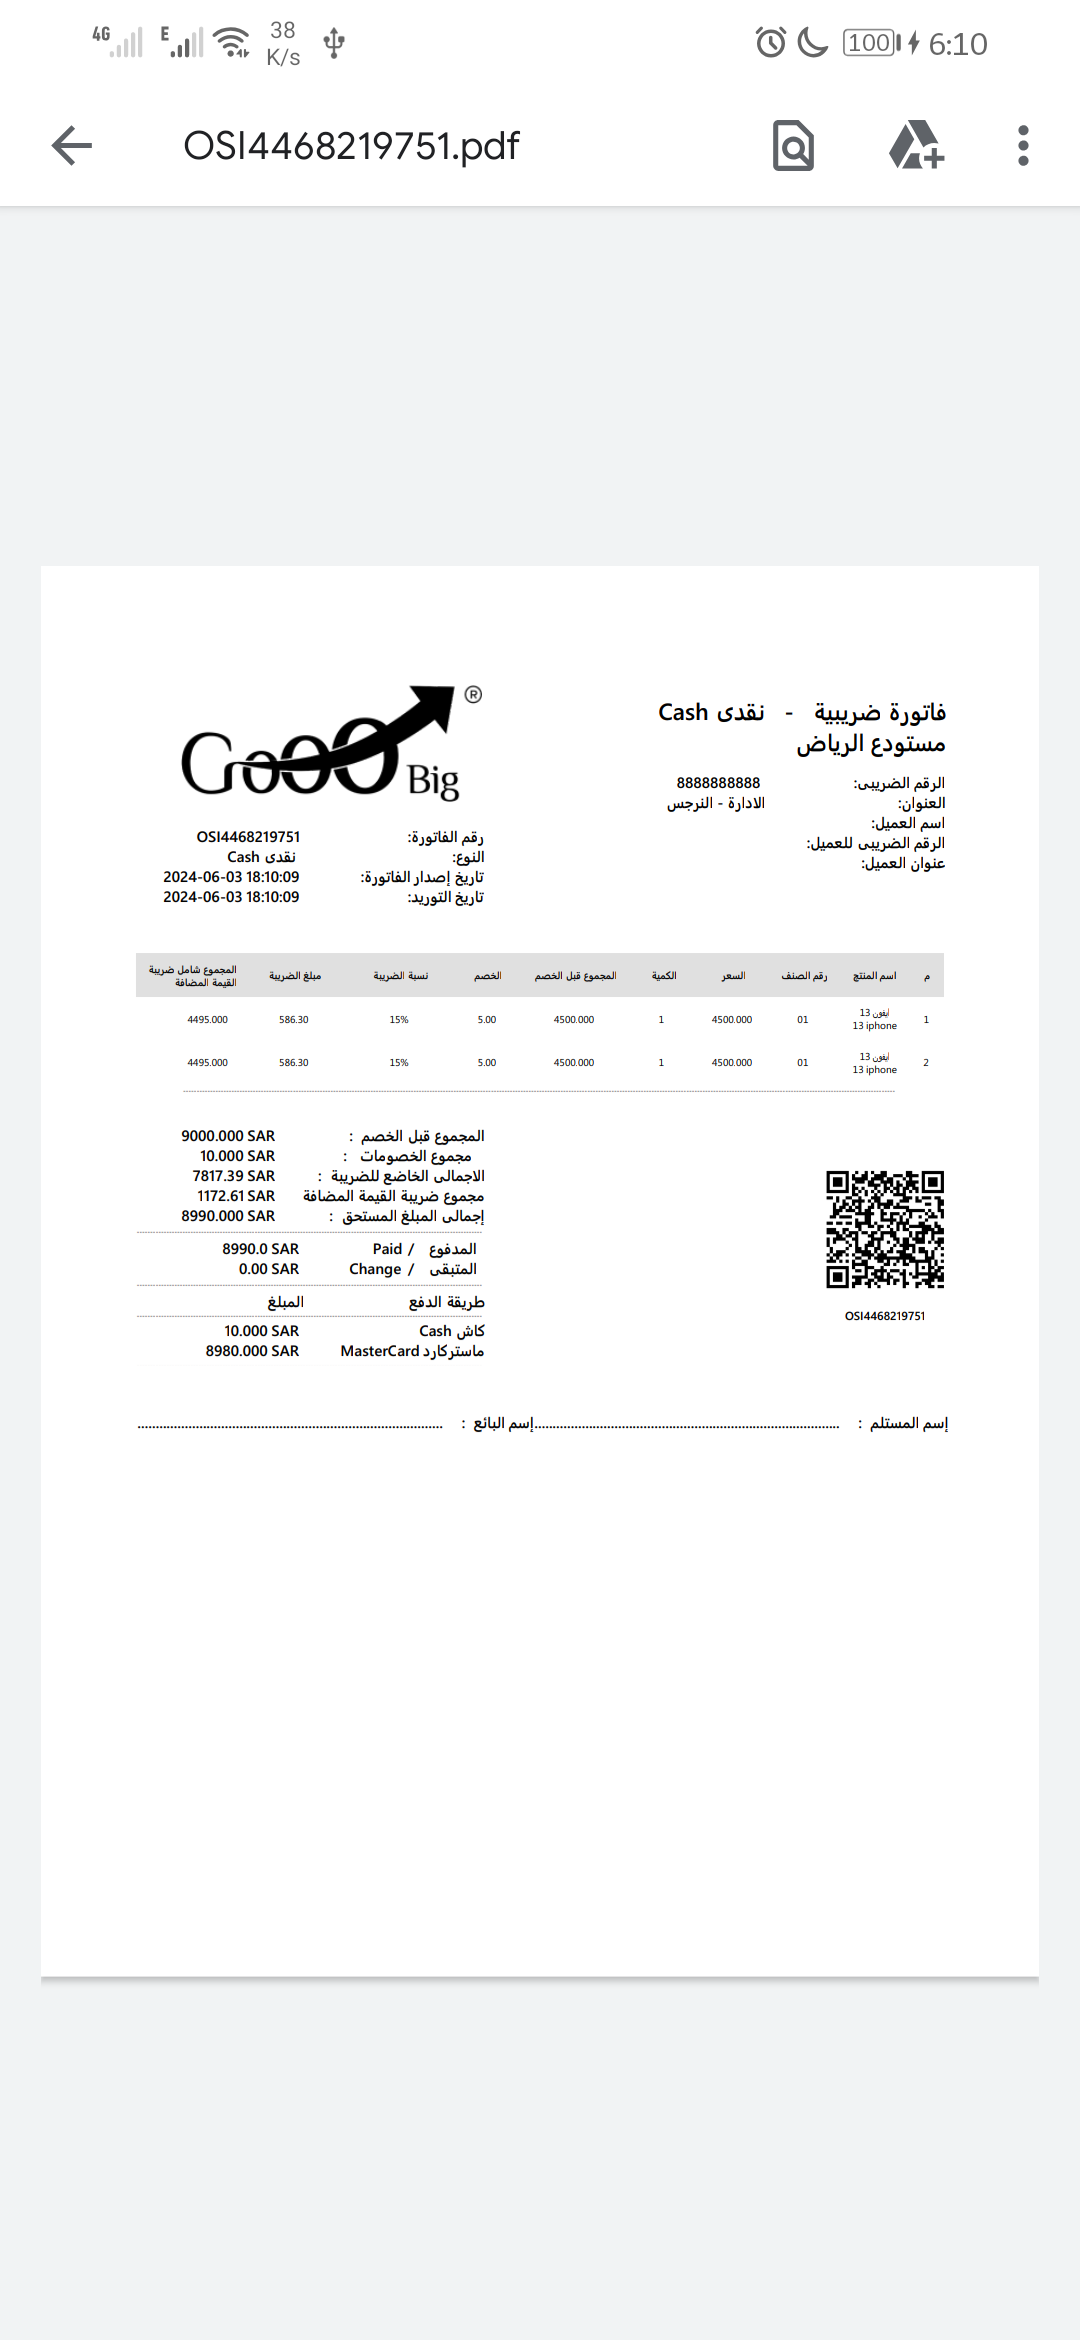 4G E 38 K/s 100 6:10
OSI4468219751.pdf
GoOO Big ®
فاتورة ضريبية - نقدى Cash
مستودع الرياض
الرقم الضريبى: 8888888888
العنوان: الادارة - النرجس
اسم العميل:
الرقم الضريبى للعميل:
عنوان العميل:
رقم الفاتورة: OSI4468219751
النوع: نقدى Cash
تاريخ إصدار الفاتورة: 2024-06-03 18:10:09
تاريخ التوريد: 2024-06-03 18:10:09
م اسم المنتج رقم الصنف السعر الكمية المجموع قبل الخصم الخصم نسبة الضريبة مبلغ الضريبة المجموع شامل ضريبة القيمة المضافة
1 ايفون 13 13 iphone 01 4500.000 1 4500.000 5.00 15% 586.30 4495.000
2 ايفون 13 13 iphone 01 4500.000 1 4500.000 5.00 15% 586.30 4495.000
المجموع قبل الخصم : 9000.000 SAR
مجموع الخصومات : 10.000 SAR
الاجمالى الخاضع للضريبة : 7817.39 SAR
مجموع ضريبة القيمة المضافة 1172.61 SAR
إجمالى المبلغ المستحق : 8990.000 SAR
المدفوع / Paid 8990.0 SAR
المتبقى / Change 0.00 SAR
طريقة الدفع المبلغ
كاش Cash 10.000 SAR
ماستركارد MasterCard 8980.000 SAR
OSI4468219751
إسم المستلم : ............ إسم البائع : ............